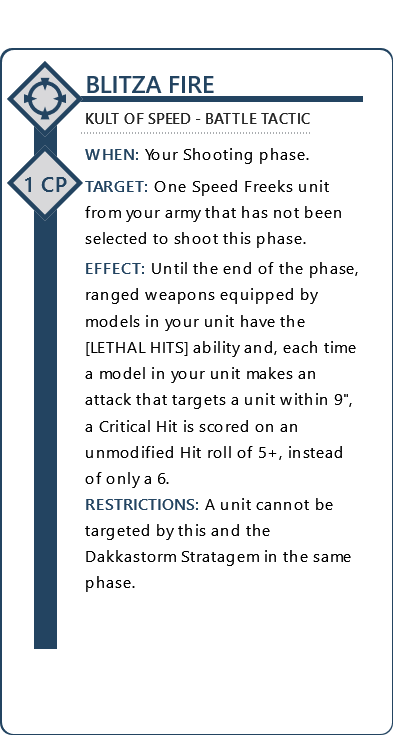 BLITZA FIRE
KULT OF SPEED - BATTLE TACTIC
WHEN: Your Shooting phase.
1 CP
TARGET: One Speed Freeks unit
from your army that has not been
selected to shoot this phase.
EFFECT: Until the end of the phase,
ranged weapons equipped by
models in your unit have the
[LETHAL HITS] ability and, each time
a model in your unit makes an
attack that targets a unit within 9",
a Critical Hit is scored on an
unmodified Hit roll of 5+, instead
of only a 6.
RESTRICTIONS: A unit cannot be
targeted by this and the
Dakkastorm Stratagem in the same
phase.